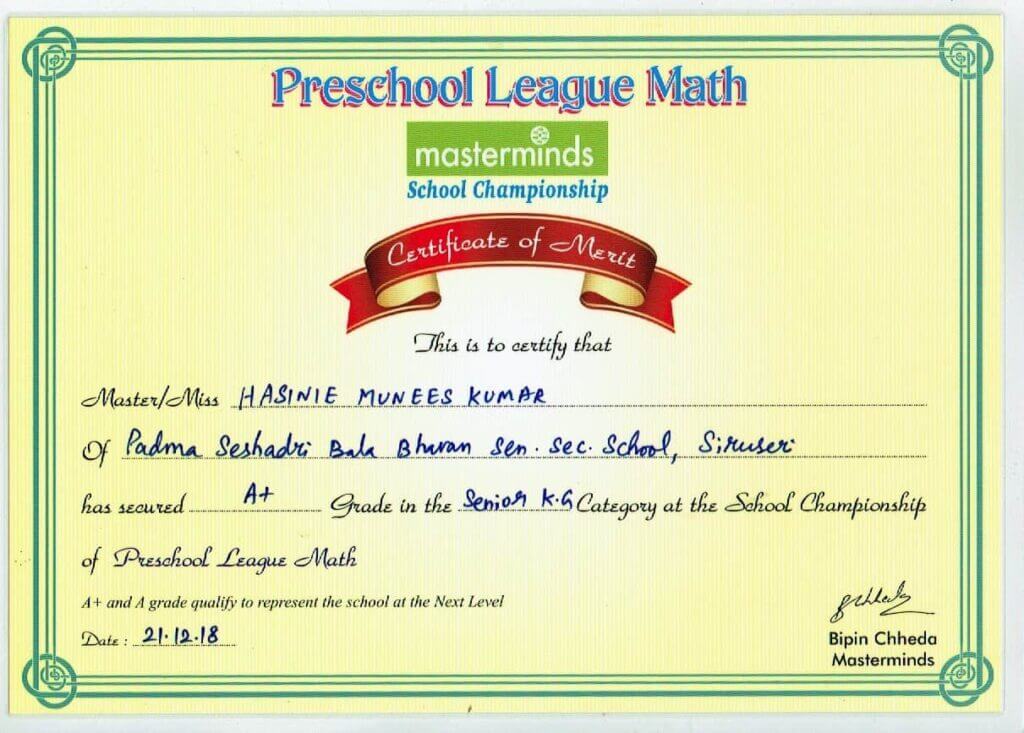 Preschool League Math
masterminds
School Championship
Certificate of Merit
This is to certify that
Master/Miss HASINIE MUNEES KUMAR
Of Padma Seshadri Bala Bhavan Sen. Sec. School, Siruseri
has secured A+ Grade in the Senior K.G Category at the School Championship
of Preschool League Math
A+ and A grade qualify to represent the school at the Next Level
Date : 21.12.18
Bipin Chheda
Masterminds